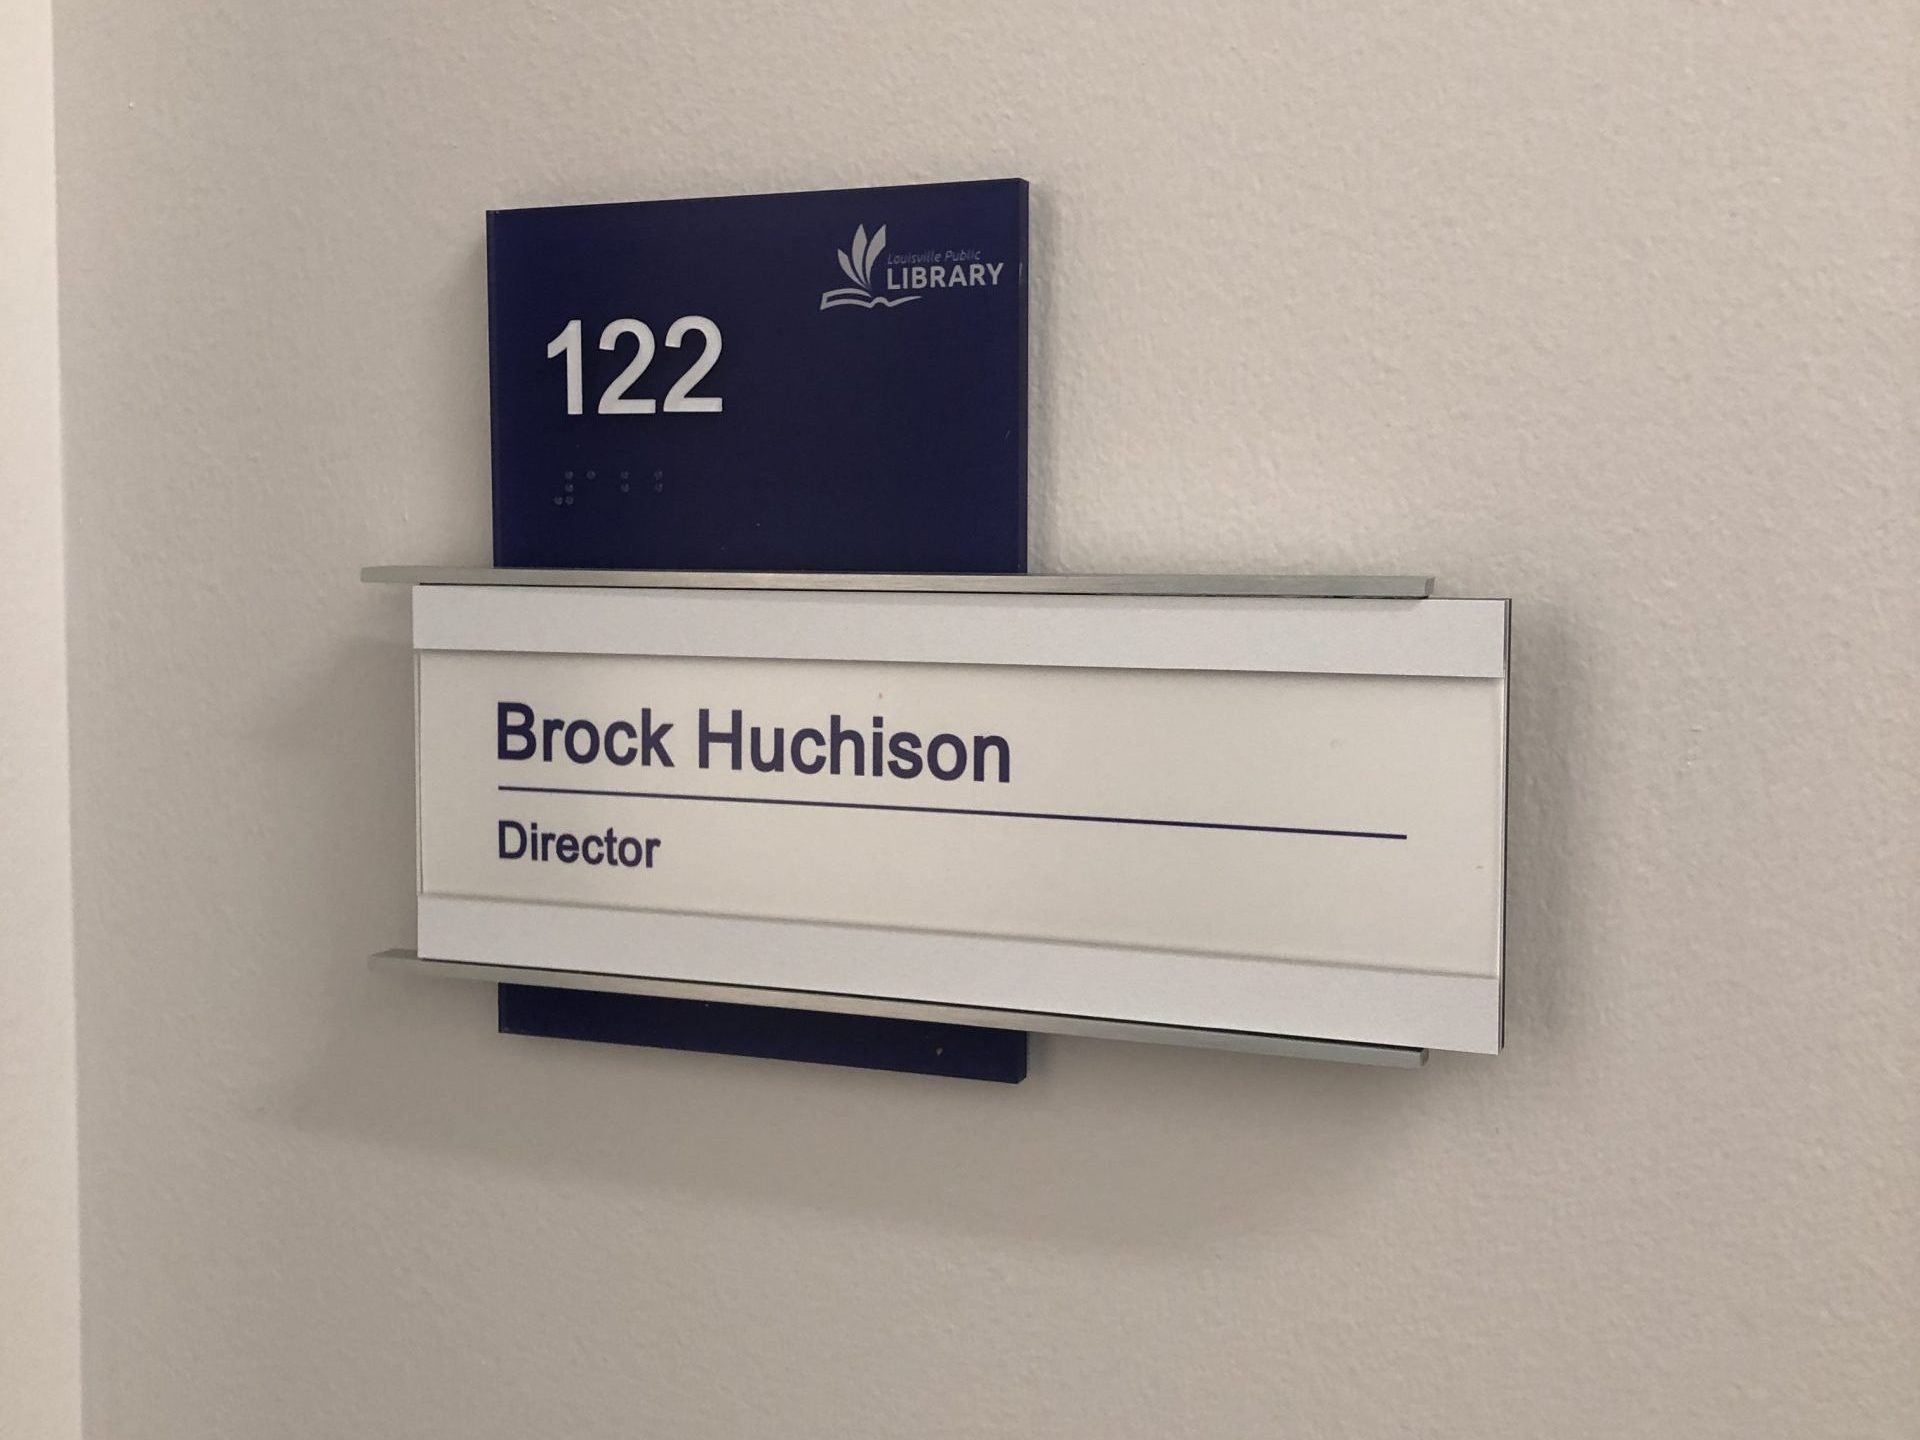 Louisville Public
LIBRARY
122
⠼⠁⠃⠃
Brock Huchison
Director